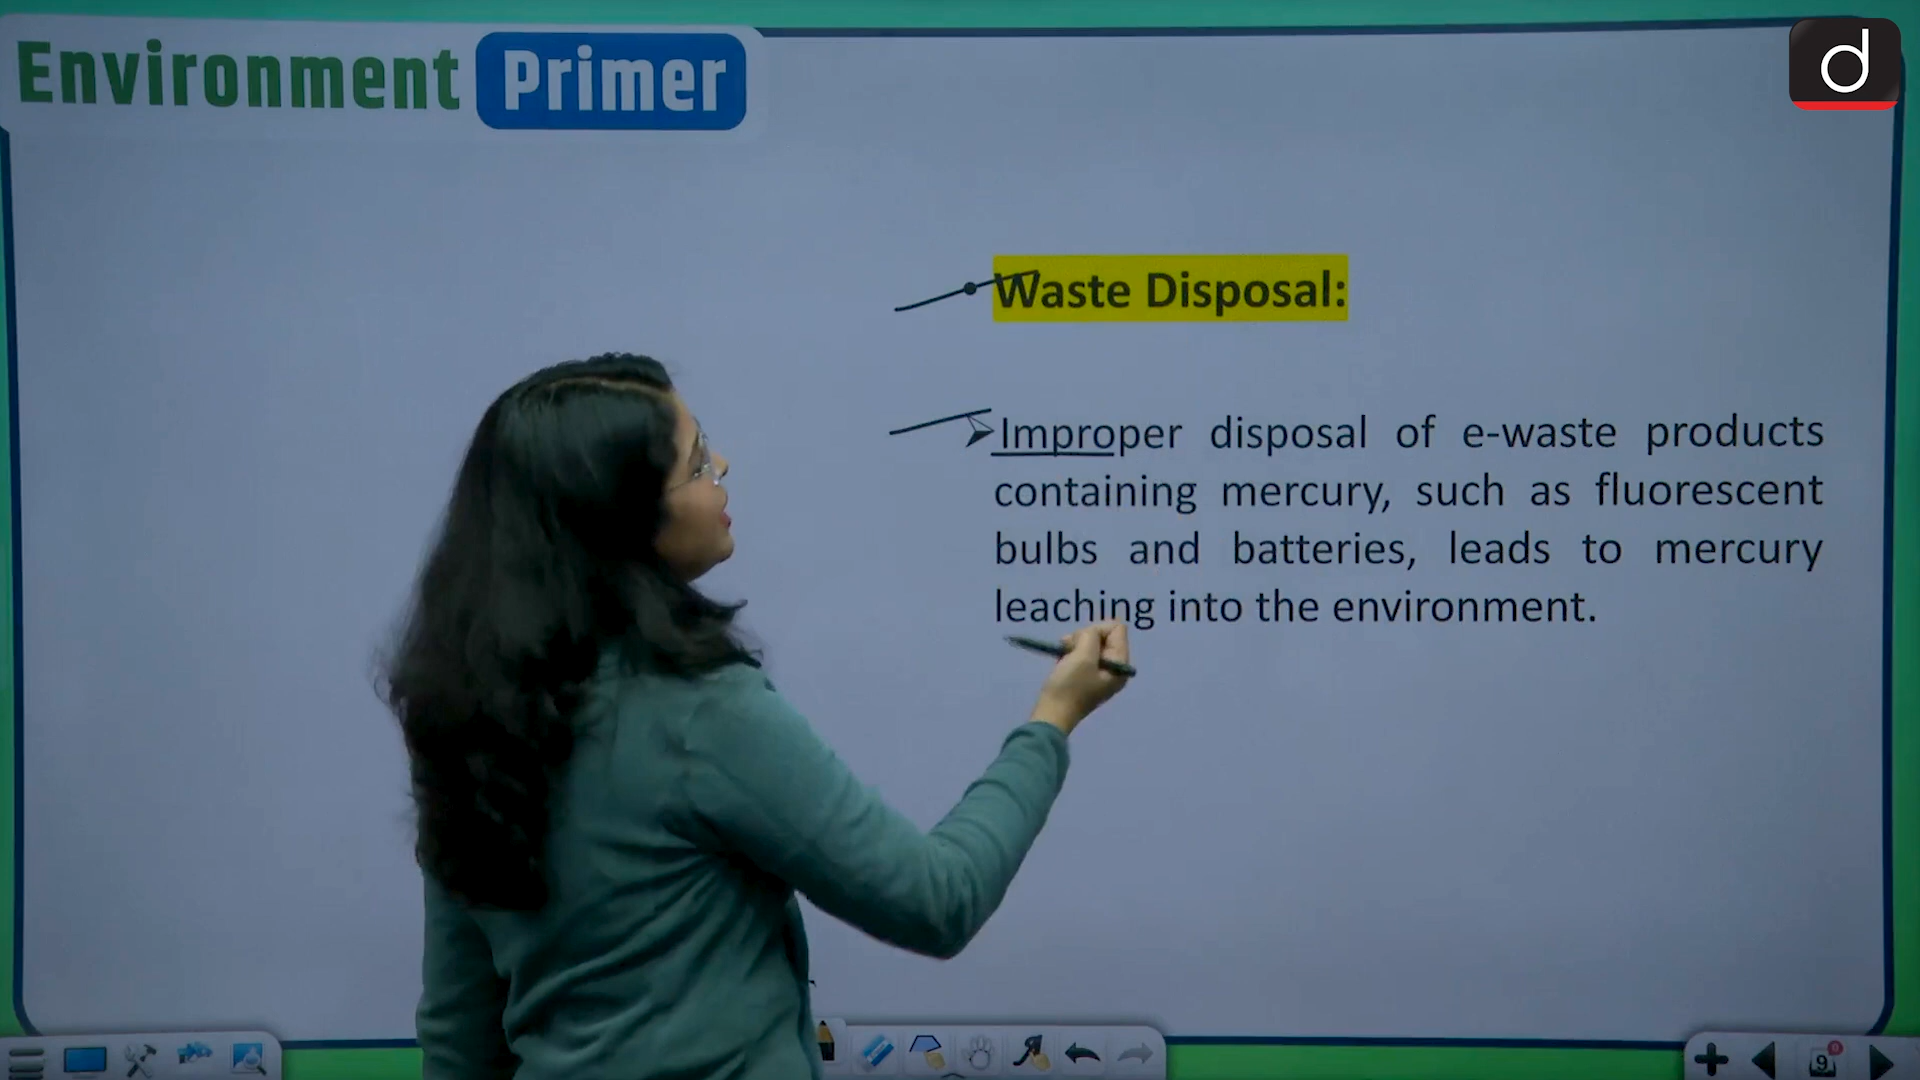 Environment Primer
d
Waste Disposal:
Improper disposal of e-waste products
containing mercury, such as fluorescent
bulbs and batteries, leads to mercury
leaching into the environment.
9